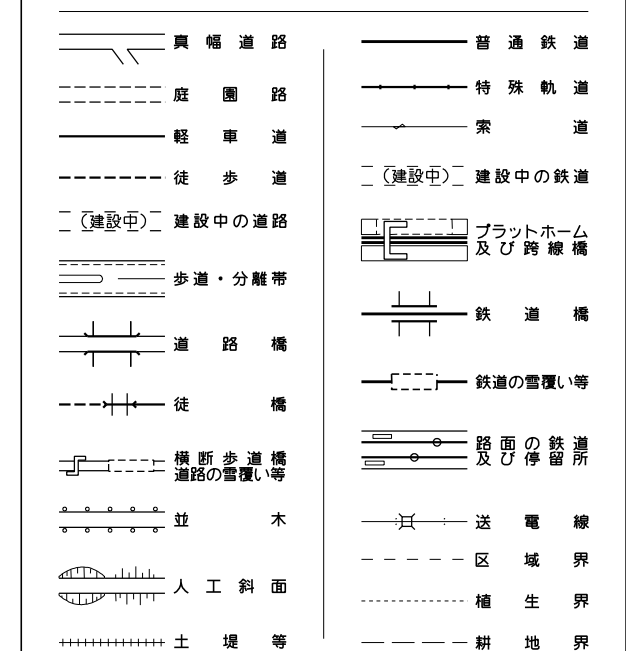 真幅道路
庭園路
軽車道
徒歩道
(建設中)
建設中の道路
歩道・分離帯
道路橋
徒橋
横断歩道橋
道路の雪覆い等
並木
人工斜面
土堤等
普通鉄道
特殊軌道
索道
(建設中)
建設中の鉄道
プラットホーム
及び跨線橋
鉄道橋
鉄道の雪覆い等
路面の鉄道
及び停留所
送電線
区域界
植生界
耕地界